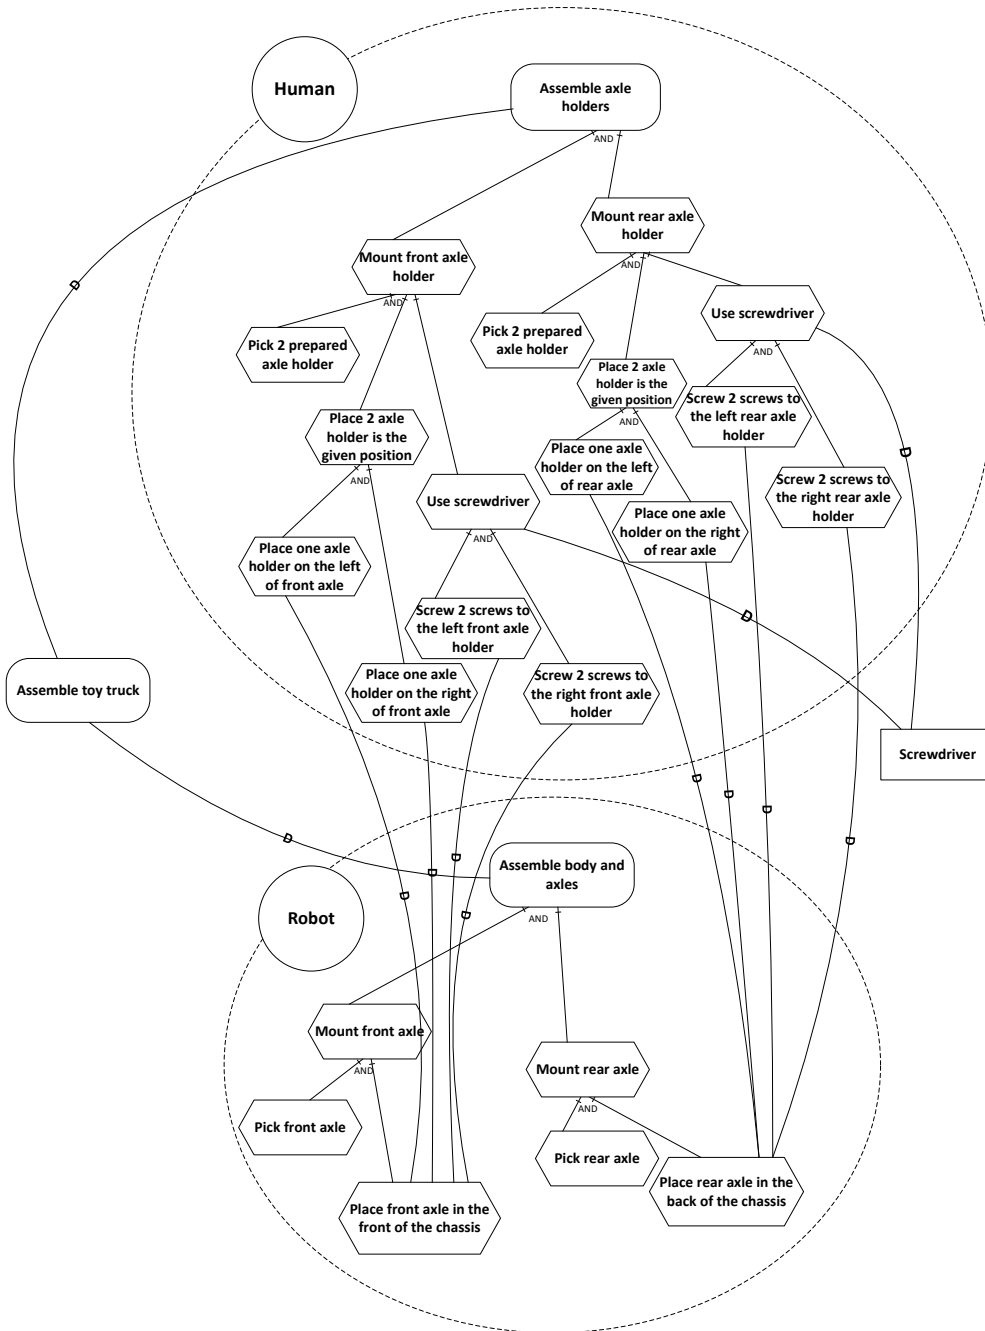 Human
Assemble axle
holders
AND
Mount rear axle
holder
AND
Mount front axle
holder
AND
D
Use screwdriver
AND
Pick 2 prepared
axle holder
Pick 2 prepared
axle holder
Place 2 axle
holder is the
given position
AND
Screw 2 screws to
the left rear axle
holder
Place 2 axle
holder is the
given position
AND
Place one axle
holder on the left
of rear axle
D
Screw 2 screws to
the right rear axle
holder
Use screwdriver
AND
Place one axle
holder on the right
of rear axle
Place one axle
holder on the left
of front axle
Screw 2 screws to
the left front axle
holder
D
Place one axle
holder on the right
of front axle
Screw 2 screws to
the right front axle
holder
Assemble toy truck
Screwdriver
D
D
D
D
D
Assemble body and
axles
AND
D
D
D
D
Robot
Mount front axle
AND
Mount rear axle
AND
Pick front axle
Pick rear axle
Place rear axle in the
back of the chassis
Place front axle in the
front of the chassis